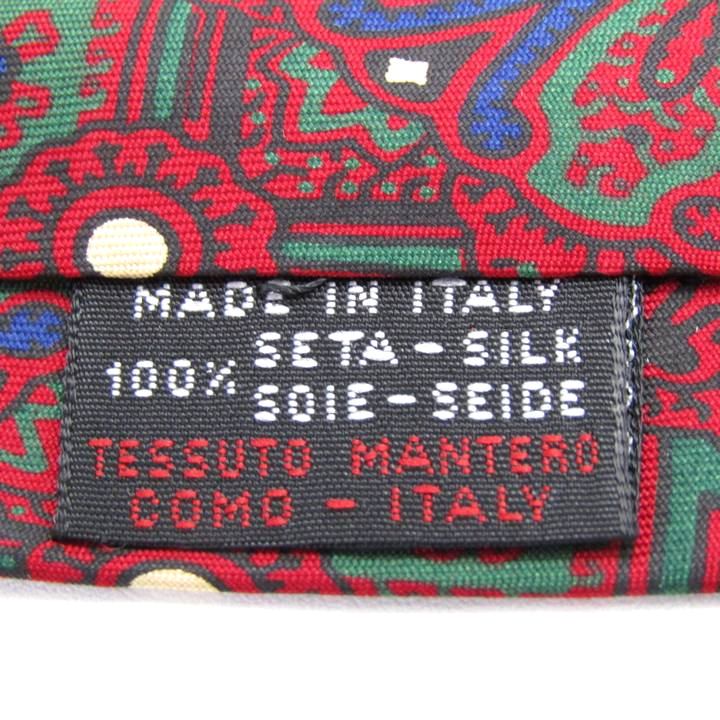 MADE IN ITALY
100% SETA - SILK
SOIE - SEIDE
TESSUTO MANTERO
COMO - ITALY